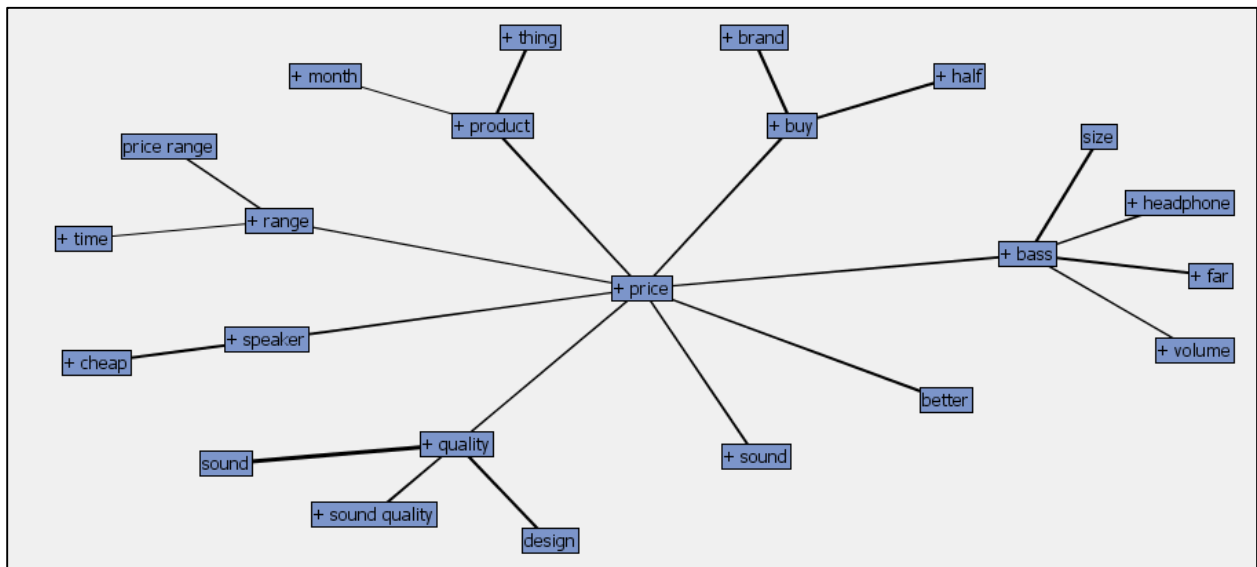 + thing
+ brand
+ month
+ half
+ product
+ buy
size
price range
+ headphone
+ range
+ time
+ bass
+ far
+ price
+ speaker
+ cheap
+ volume
better
+ quality
sound
+ sound
+ sound quality
design